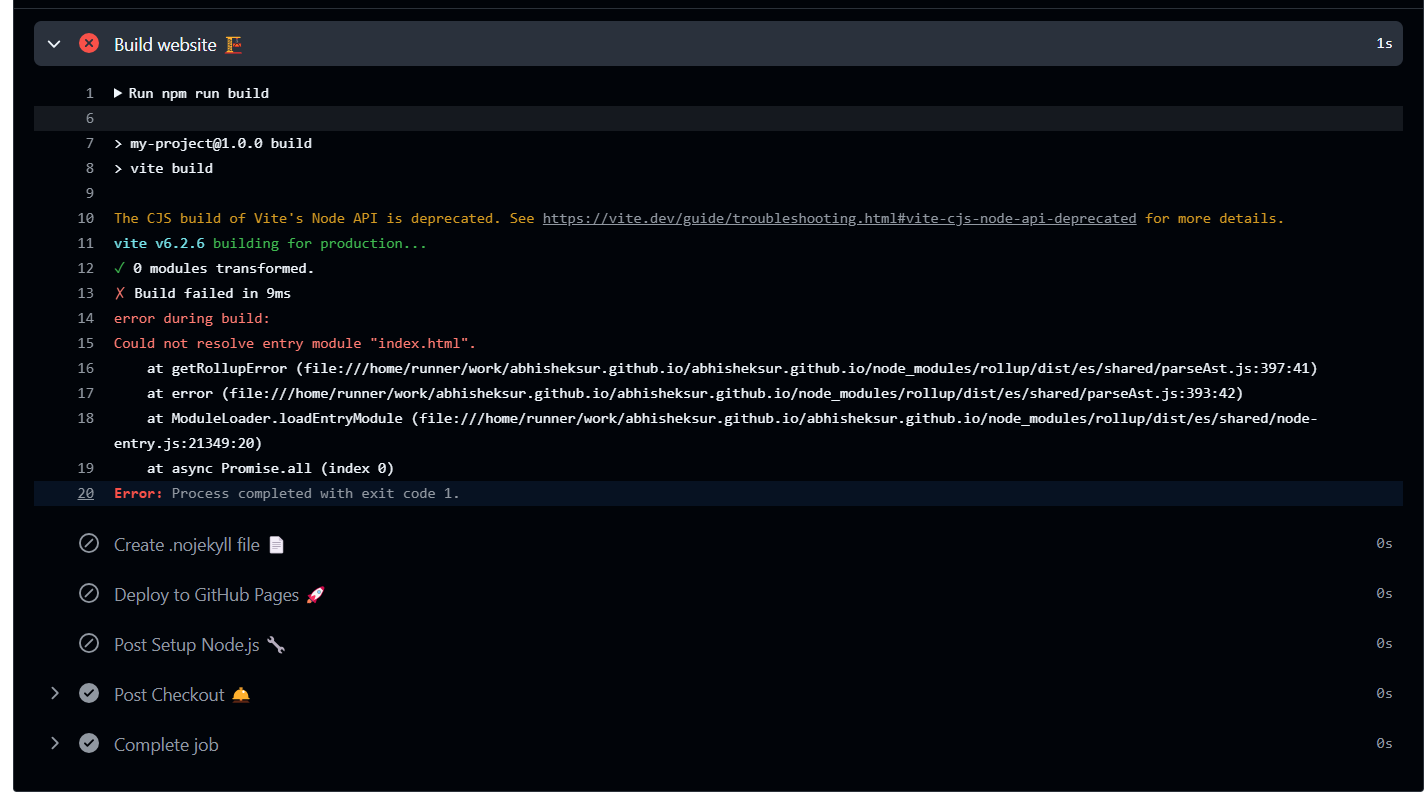 Build website 🏗️ 1s
1 ▶ Run npm run build
6
7 > my-project@1.0.0 build
8 > vite build
9
10 The CJS build of Vite's Node API is deprecated. See https://vite.dev/guide/troubleshooting.html#vite-cjs-node-api-deprecated for more details.
11 vite v6.2.6 building for production...
12 ✓ 0 modules transformed.
13 ✗ Build failed in 9ms
14 error during build:
15 Could not resolve entry module "index.html".
16     at getRollupError (file:///home/runner/work/abhisheksur.github.io/abhisheksur.github.io/node_modules/rollup/dist/es/shared/parseAst.js:397:41)
17     at error (file:///home/runner/work/abhisheksur.github.io/abhisheksur.github.io/node_modules/rollup/dist/es/shared/parseAst.js:393:42)
18     at ModuleLoader.loadEntryModule (file:///home/runner/work/abhisheksur.github.io/abhisheksur.github.io/node_modules/rollup/dist/es/shared/node-
entry.js:21349:20)
19     at async Promise.all (index 0)
20 Error: Process completed with exit code 1.
Create .nojekyll file 📄 0s
Deploy to GitHub Pages 🚀 0s
Post Setup Node.js 🔧 0s
Post Checkout 🛎️ 0s
Complete job 0s